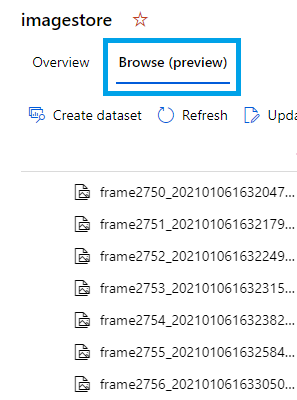 imagestore
Overview Browse (preview)
Create dataset Refresh Upda
frame2750_202101061632047...
frame2751_202101061632179...
frame2752_202101061632249...
frame2753_202101061632315...
frame2754_202101061632382...
frame2755_202101061632584...
frame2756_202101061633050...